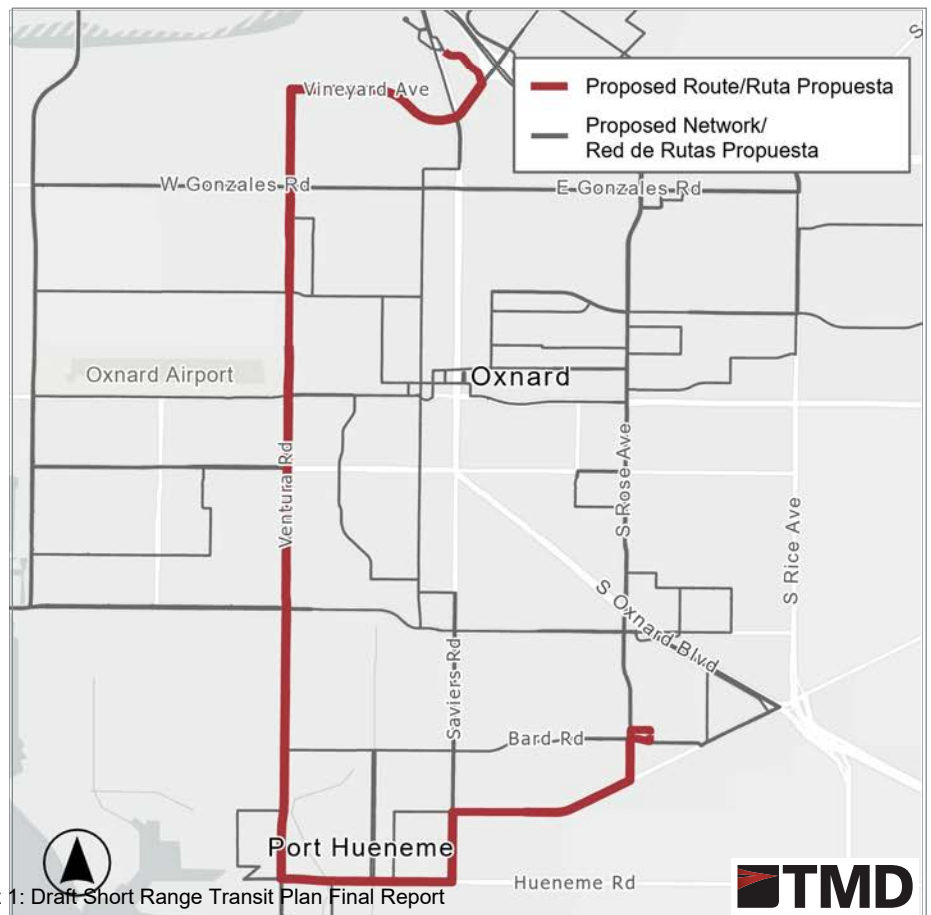 Vineyard Ave
Proposed Route/Ruta Propuesta
Proposed Network/
Red de Rutas Propuesta
W Gonzales Rd
E Gonzales Rd
Oxnard Airport
Oxnard
Ventura Rd
S Rose Ave
S Rice Ave
S Oxnard Blvd
Saviers Rd
Bard Rd
Port Hueneme
Hueneme Rd
1: Draft Short Range Transit Plan Final Report
TMD